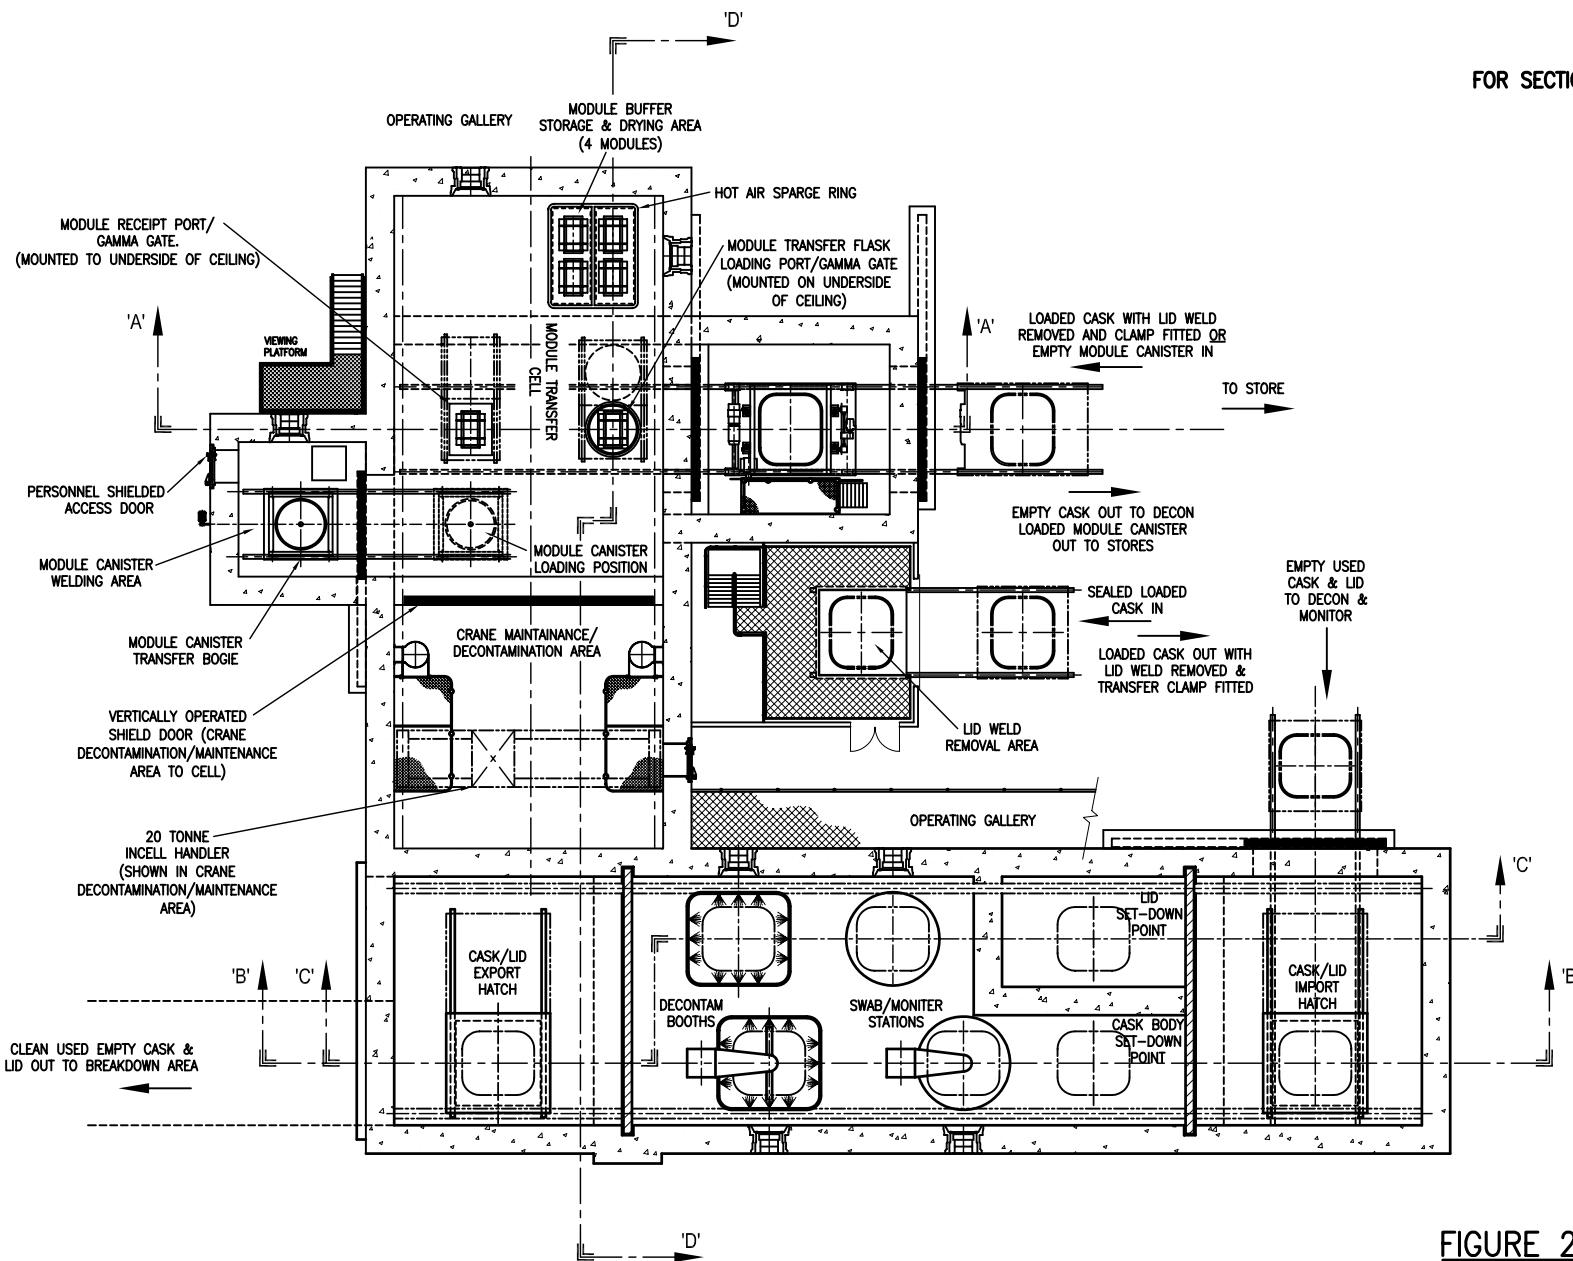 'D'
FOR SECTIO
OPERATING GALLERY
MODULE BUFFER
STORAGE & DRYING AREA
(4 MODULES)
HOT AIR SPARGE RING
MODULE RECEIPT PORT/
GAMMA GATE.
(MOUNTED TO UNDERSIDE OF CEILING)
MODULE TRANSFER FLASK
LOADING PORT/GAMMA GATE
(MOUNTED ON UNDERSIDE
OF CEILING)
'A'
'A'
VIEWING
PLATFORM
MODULE TRANSFER
CELL
LOADED CASK WITH LID WELD
REMOVED AND CLAMP FITTED OR
EMPTY MODULE CANISTER IN
TO STORE
PERSONNEL SHIELDED
ACCESS DOOR
EMPTY CASK OUT TO DECON
LOADED MODULE CANISTER
OUT TO STORES
MODULE CANISTER
WELDING AREA
MODULE CANISTER
LOADING POSITION
EMPTY USED
CASK & LID
TO DECON &
MONITOR
SEALED LOADED
CASK IN
MODULE CANISTER
TRANSFER BOGIE
CRANE MAINTAINANCE/
DECONTAMINATION AREA
LOADED CASK OUT WITH
LID WELD REMOVED &
TRANSFER CLAMP FITTED
VERTICALLY OPERATED
SHIELD DOOR (CRANE
DECONTAMINATION/MAINTENANCE
AREA TO CELL)
LID WELD
REMOVAL AREA
X
20 TONNE
INCELL HANDLER
(SHOWN IN CRANE
DECONTAMINATION/MAINTENANCE
AREA)
OPERATING GALLERY
'C'
LID
SET-DOWN
POINT
'B'
'C'
CASK/LID
EXPORT
HATCH
CASK/LID
IMPORT
HATCH
'B
DECONTAM
BOOTHS
SWAB/MONITER
STATIONS
CASK BODY
SET-DOWN
POINT
CLEAN USED EMPTY CASK &
LID OUT TO BREAKDOWN AREA
'D'
FIGURE 2